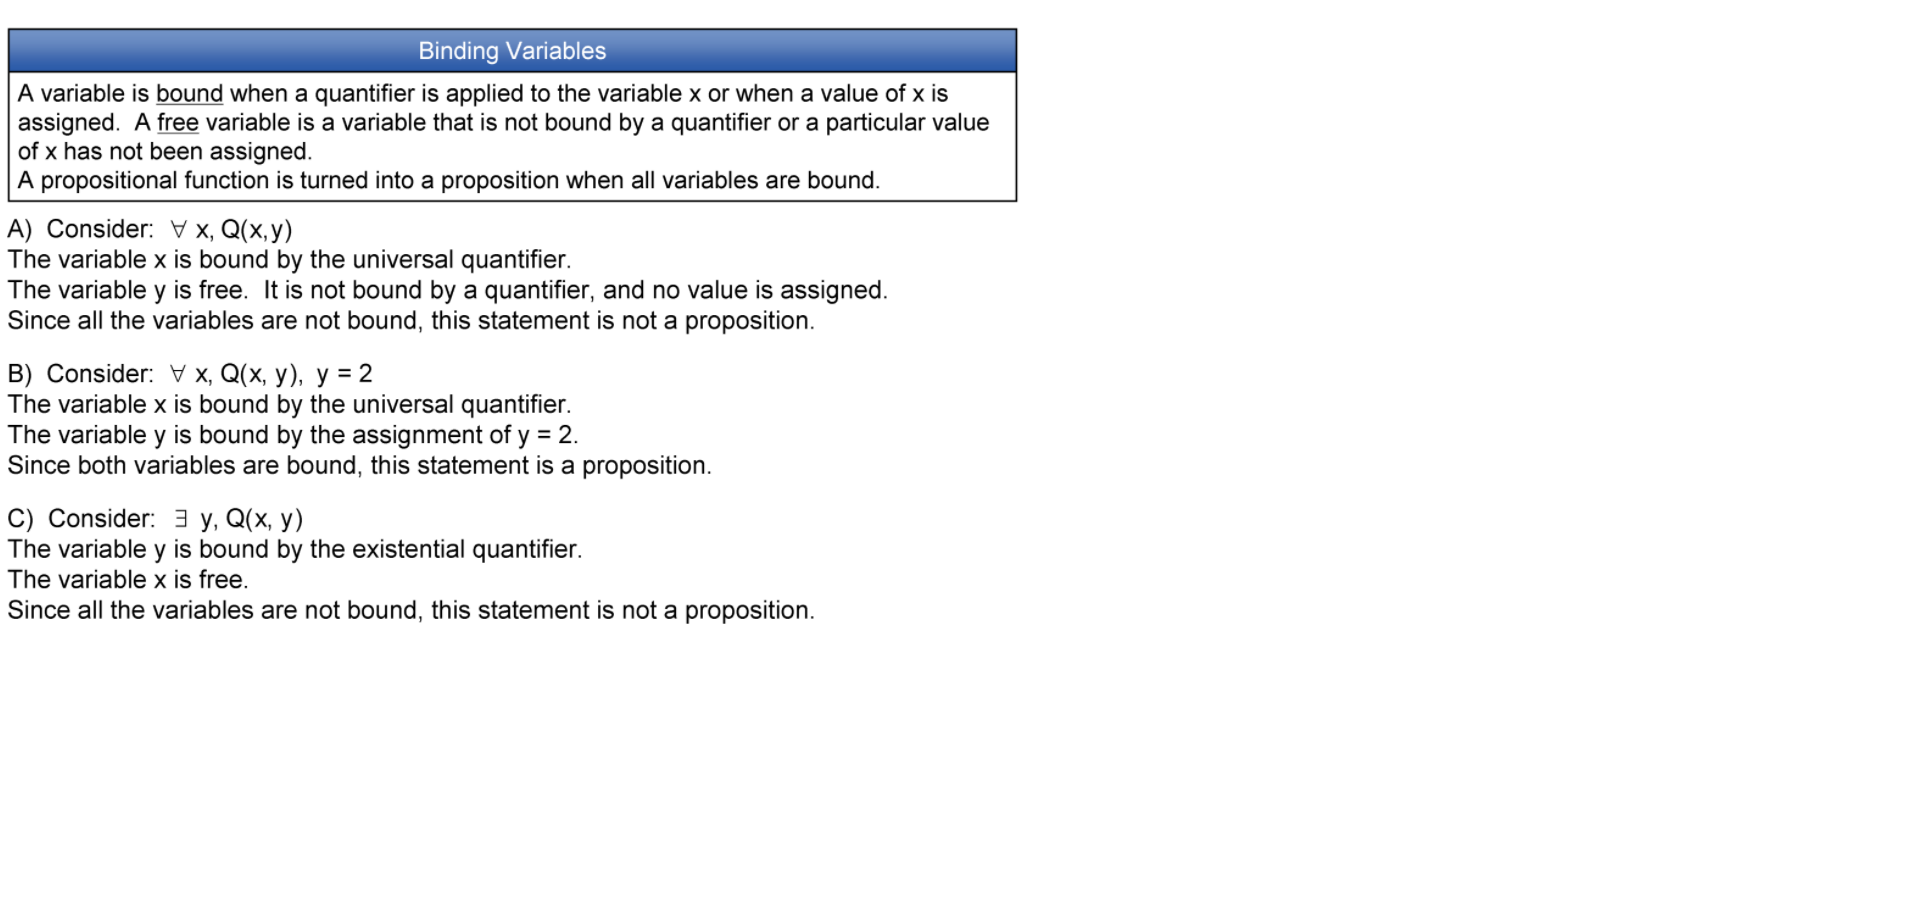 Binding Variables
A variable is bound when a quantifier is applied to the variable x or when a value of x is
assigned.  A free variable is a variable that is not bound by a quantifier or a particular value
of x has not been assigned.
A propositional function is turned into a proposition when all variables are bound.
A)  Consider:  ∀ x, Q(x,y)
The variable x is bound by the universal quantifier.
The variable y is free.  It is not bound by a quantifier, and no value is assigned.
Since all the variables are not bound, this statement is not a proposition.
B)  Consider:  ∀ x, Q(x, y),  y = 2
The variable x is bound by the universal quantifier.
The variable y is bound by the assignment of y = 2.
Since both variables are bound, this statement is a proposition.
C)  Consider:  ∃ y, Q(x, y)
The variable y is bound by the existential quantifier.
The variable x is free.
Since all the variables are not bound, this statement is not a proposition.